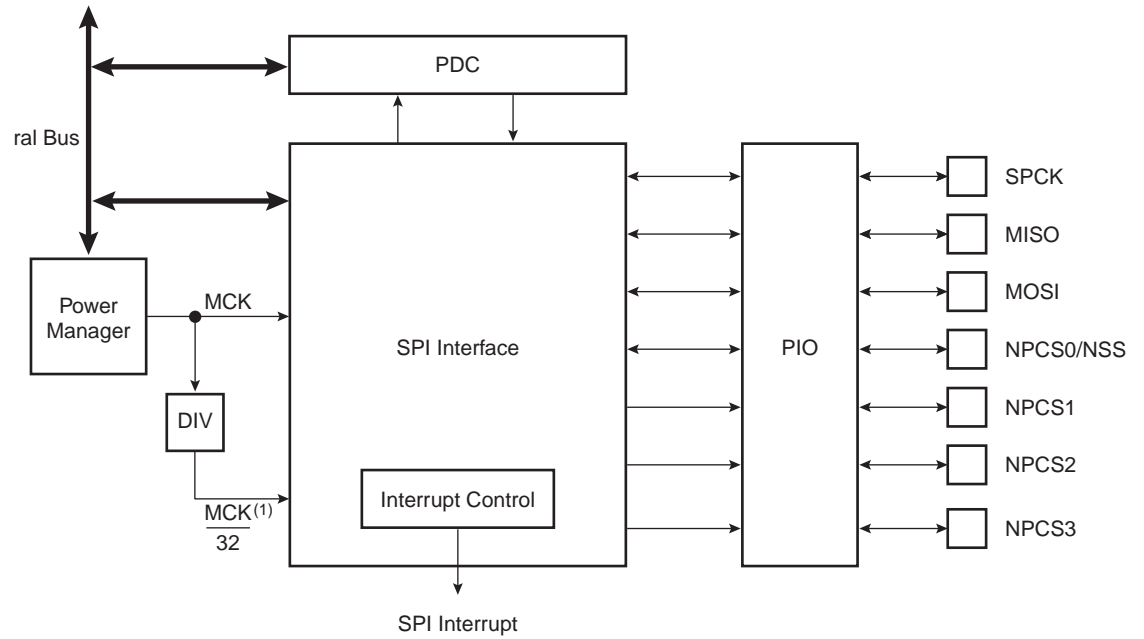 PDC
ral Bus
SPCK
MISO
Power
Manager
MCK
MOSI
SPI Interface
PIO
NPCS0/NSS
DIV
NPCS1
NPCS2
Interrupt Control
MCK(1)
32
NPCS3
SPI Interrupt